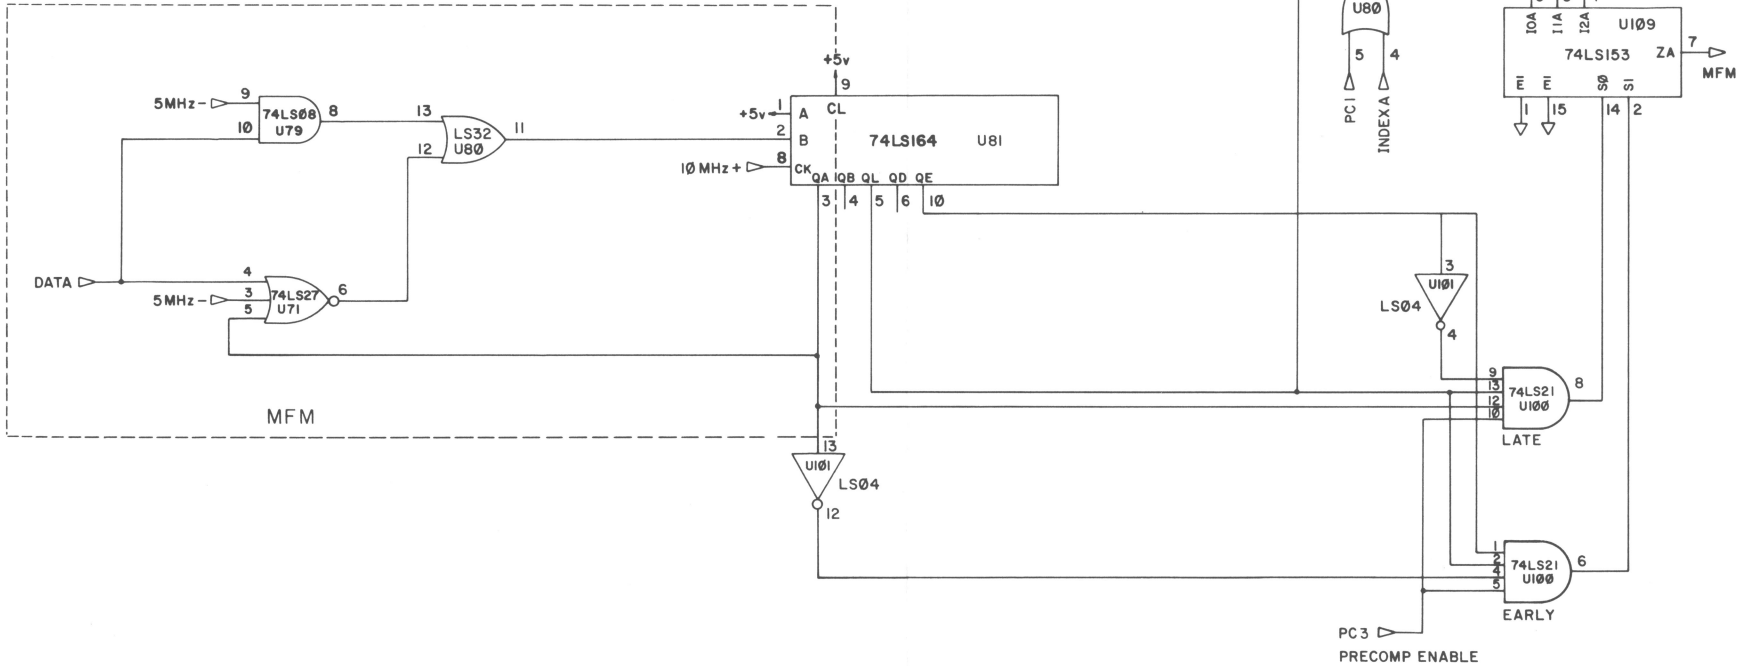 U80
5
4
PC1
INDEX A
I0A
I1A
I2A
U109
74LS153
ZA
7
MFM
E
E
S0
S1
1
15
14
2
+5v
9
5MHz-
9
10
74LS08
U79
8
13
12
LS32
U80
11
+5v
1
A
CL
2
B
74LS164
U81
10MHz+
8
CK
QA
QB
QL
QD
QE
3
4
5
6
10
DATA
4
5MHz-
3
5
74LS27
U71
6
MFM
3
U101
LS04
4
9
13
12
10
74LS21
U100
8
LATE
13
U101
LS04
12
1
2
4
5
74LS21
U100
6
EARLY
PC3
PRECOMP ENABLE